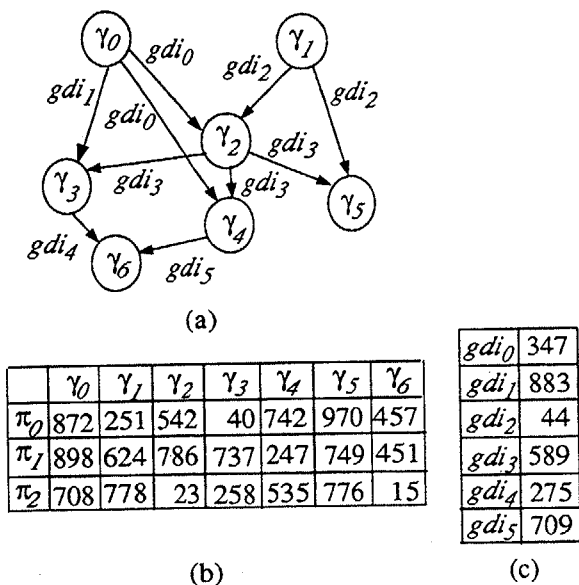 γ0 gdi0 γ1
gdi1 gdi0 gdi2 gdi2
γ2
gdi3 gdi3 gdi3
γ3 γ4 γ5
gdi4 γ6 gdi5
(a)
γ0 γ1 γ2 γ3 γ4 γ5 γ6
π0 872 251 542 40 742 970 457
π1 898 624 786 737 247 749 451
π2 708 778 23 258 535 776 15
(b)
gdi0 347
gdi1 883
gdi2 44
gdi3 589
gdi4 275
gdi5 709
(c)